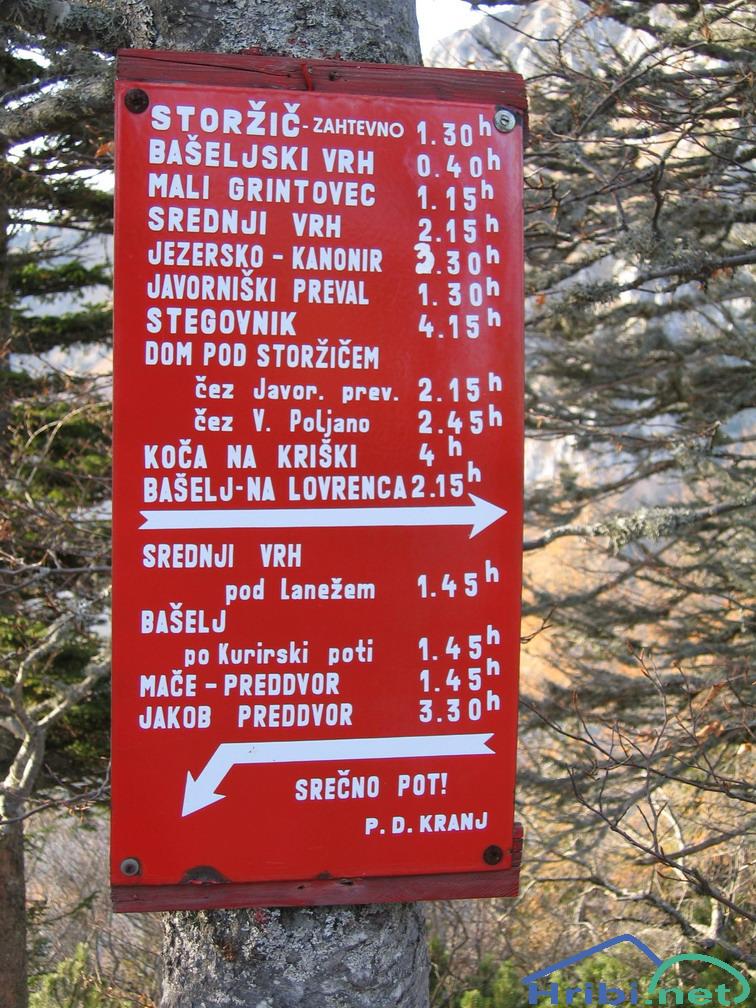 STORŽIČ - ZAHTEVNO 1.30h
BAŠELJSKI VRH 0.40h
MALI GRINTOVEC 1.15h
SREDNJI VRH 2.15h
JEZERSKO - KANONIR 3.30h
JAVORNIŠKI PREVAL 1.30h
STEGOVNIK 4.15h
DOM POD STORŽIČEM
čez Javor. prev. 2.15h
čez V. Poljano 2.45h
KOČA NA KRIŠKI 4h
BAŠELJ-NA LOVRENCA 2.15h
SREDNJI VRH
pod Lanežem 1.45h
BAŠELJ
po Kurirski poti 1.45h
MAČE - PREDDVOR 1.45h
JAKOB PREDDVOR 3.30h
SREČNO POT!
P. D. KRANJ
Hribi.net